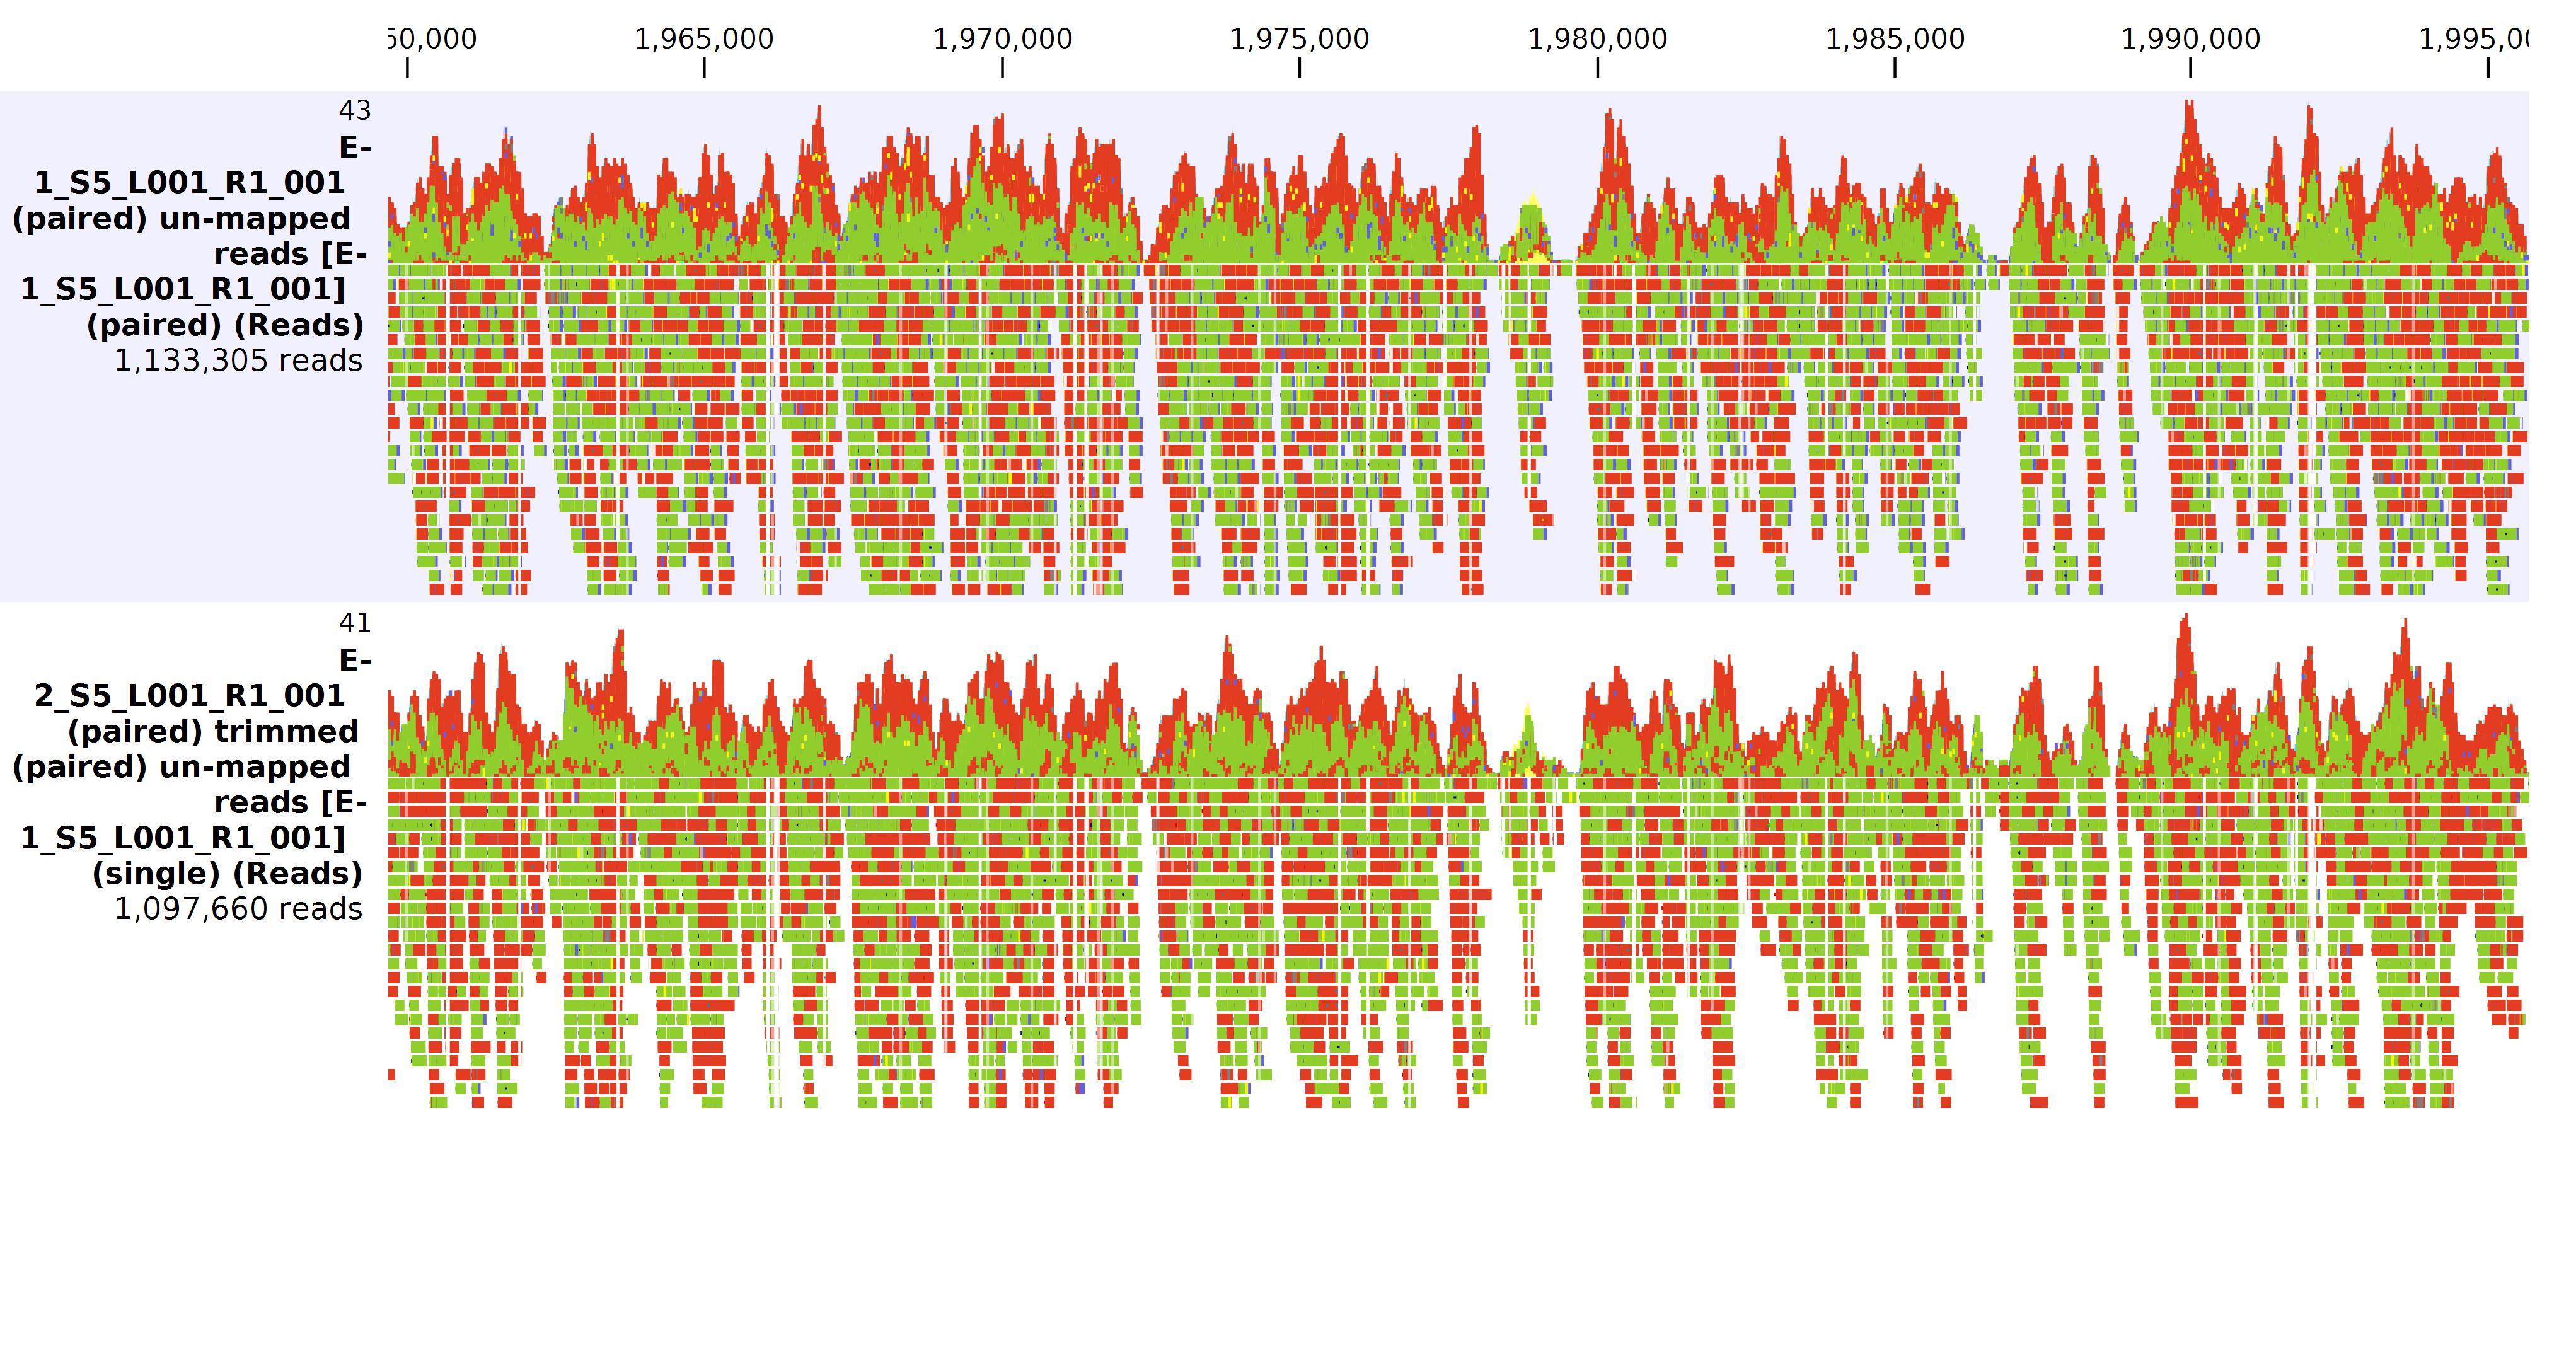 60,000 1,965,000 1,970,000 1,975,000 1,980,000 1,985,000 1,990,000 1,995,0
43
E-
1_S5_L001_R1_001
(paired) un-mapped
reads [E-
1_S5_L001_R1_001]
(paired) (Reads)
1,133,305 reads
41
E-
2_S5_L001_R1_001
(paired) trimmed
(paired) un-mapped
reads [E-
1_S5_L001_R1_001]
(single) (Reads)
1,097,660 reads